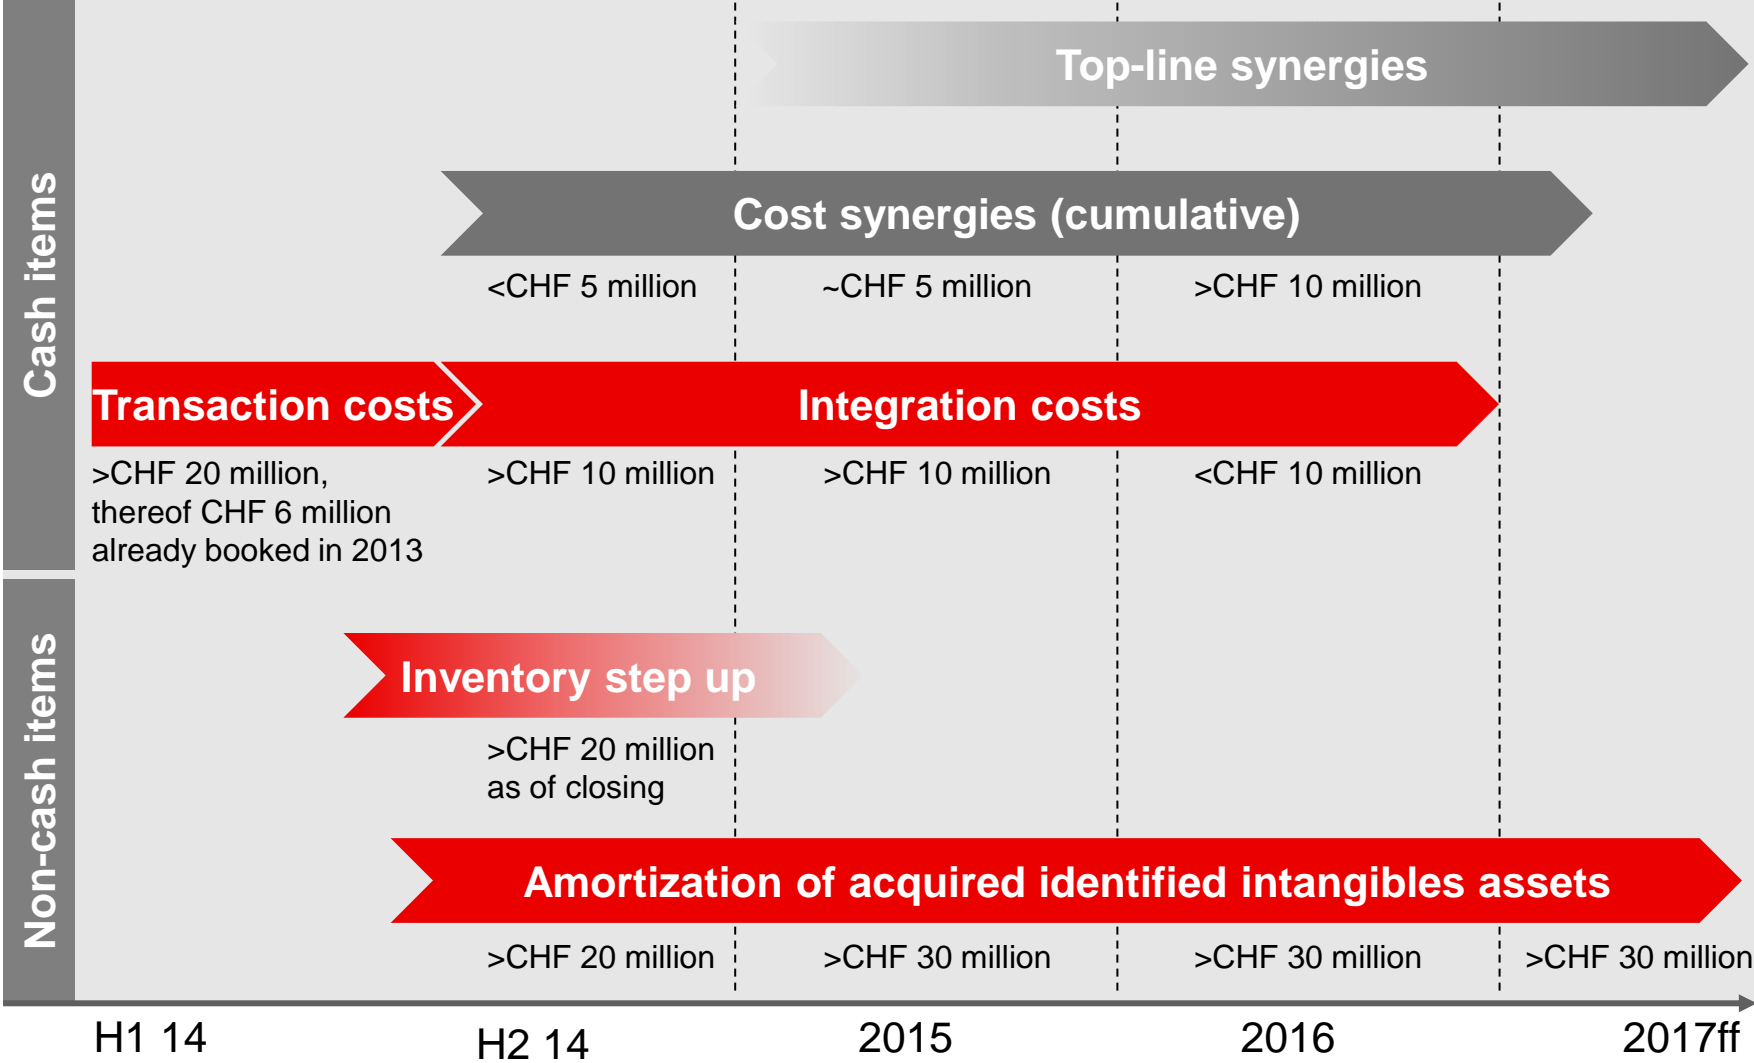 Cash items
Top-line synergies
Cost synergies (cumulative)
<CHF 5 million
~CHF 5 million
>CHF 10 million
Transaction costs
Integration costs
>CHF 20 million,
thereof CHF 6 million
already booked in 2013
>CHF 10 million
>CHF 10 million
<CHF 10 million
Non-cash items
Inventory step up
>CHF 20 million
as of closing
Amortization of acquired identified intangibles assets
>CHF 20 million
>CHF 30 million
>CHF 30 million
>CHF 30 million
H1 14
H2 14
2015
2016
2017ff